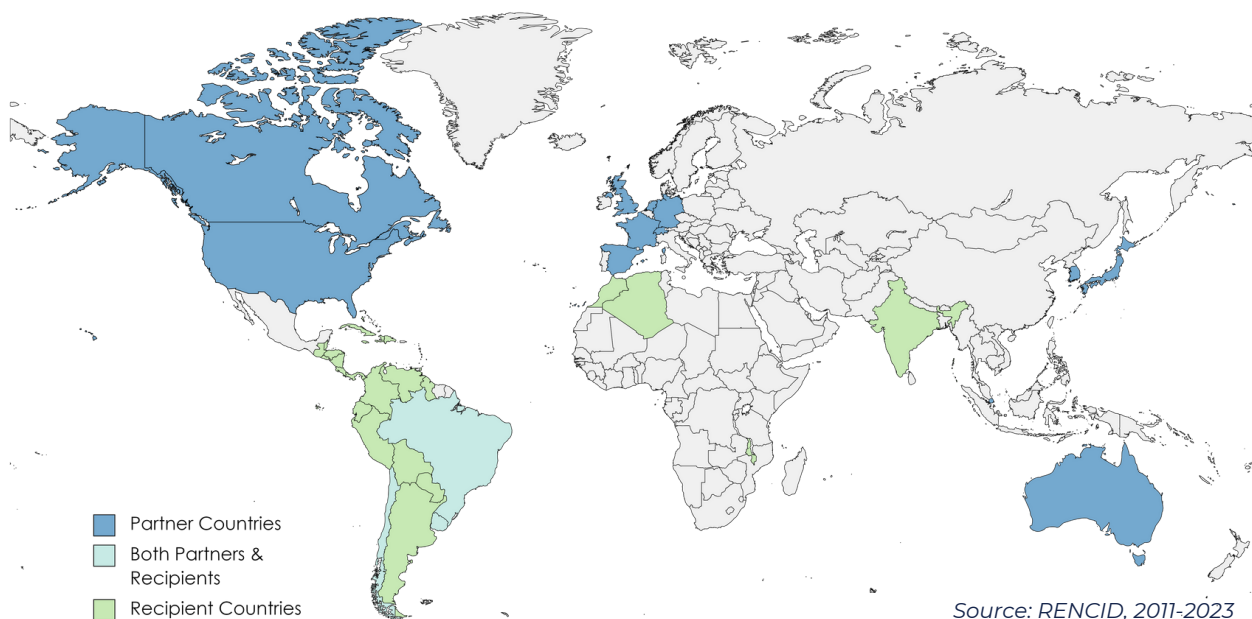 Partner Countries
Both Partners &
Recipients
Recipient Countries
Source: RENCID, 2011-2023